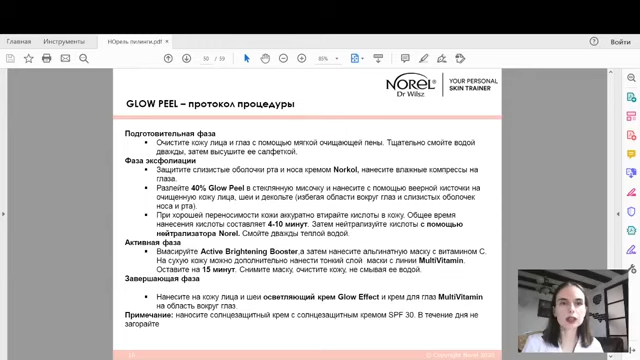 НОрель пилинги.pdf
Главная
Инструменты
НОрель пилинги.pdf ×
Войти
50 / 59
85%
NOREL®
Dr Wilsz
YOUR PERSONAL
SKIN TRAINER
GLOW PEEL – протокол процедуры
Подготовительная фаза
Очистите кожу лица и глаз с помощью мягкой очищающей пены. Тщательно смойте водой
дважды, затем высушите ее салфеткой.
Фаза эксфолиации
Защитите слизистые оболочки рта и носа кремом Norkol, нанесите влажные компрессы на
глаза.
Разлейте 40% Glow Peel в стеклянную мисочку и нанесите с помощью веерной кисточки на
очищенную кожу лица, шеи и декольте (избегая области вокруг глаз и слизистых оболочек
носа и рта).
При хорошей переносимости кожи аккуратно втирайте кислоты в кожу. Общее время
нанесения кислоты составляет 4-10 минут. Затем нейтрализуйте кислоты с помощью
нейтрализатора Norel. Смойте дважды теплой водой.
Активная фаза
Вмасируйте Active Brightening Booster,а затем нанесите альгинатную маску с витамином С.
На сухую кожу можно дополнительно нанести тонкий слой маски с линии MultiVitamin.
Оставьте на 15 минут. Снимите маску, очистите кожу, не смывая ее водой.
Завершающая фаза
Нанесите на кожу лица и шеи осветляющий крем Glow Effect и крем для глаз MultiVitamin
на область вокруг глаз.
Примечание: наносите солнцезащитный крем с солнцезащитным кремом SPF 30. В течение дня не
загорайте
© Copyright Norel